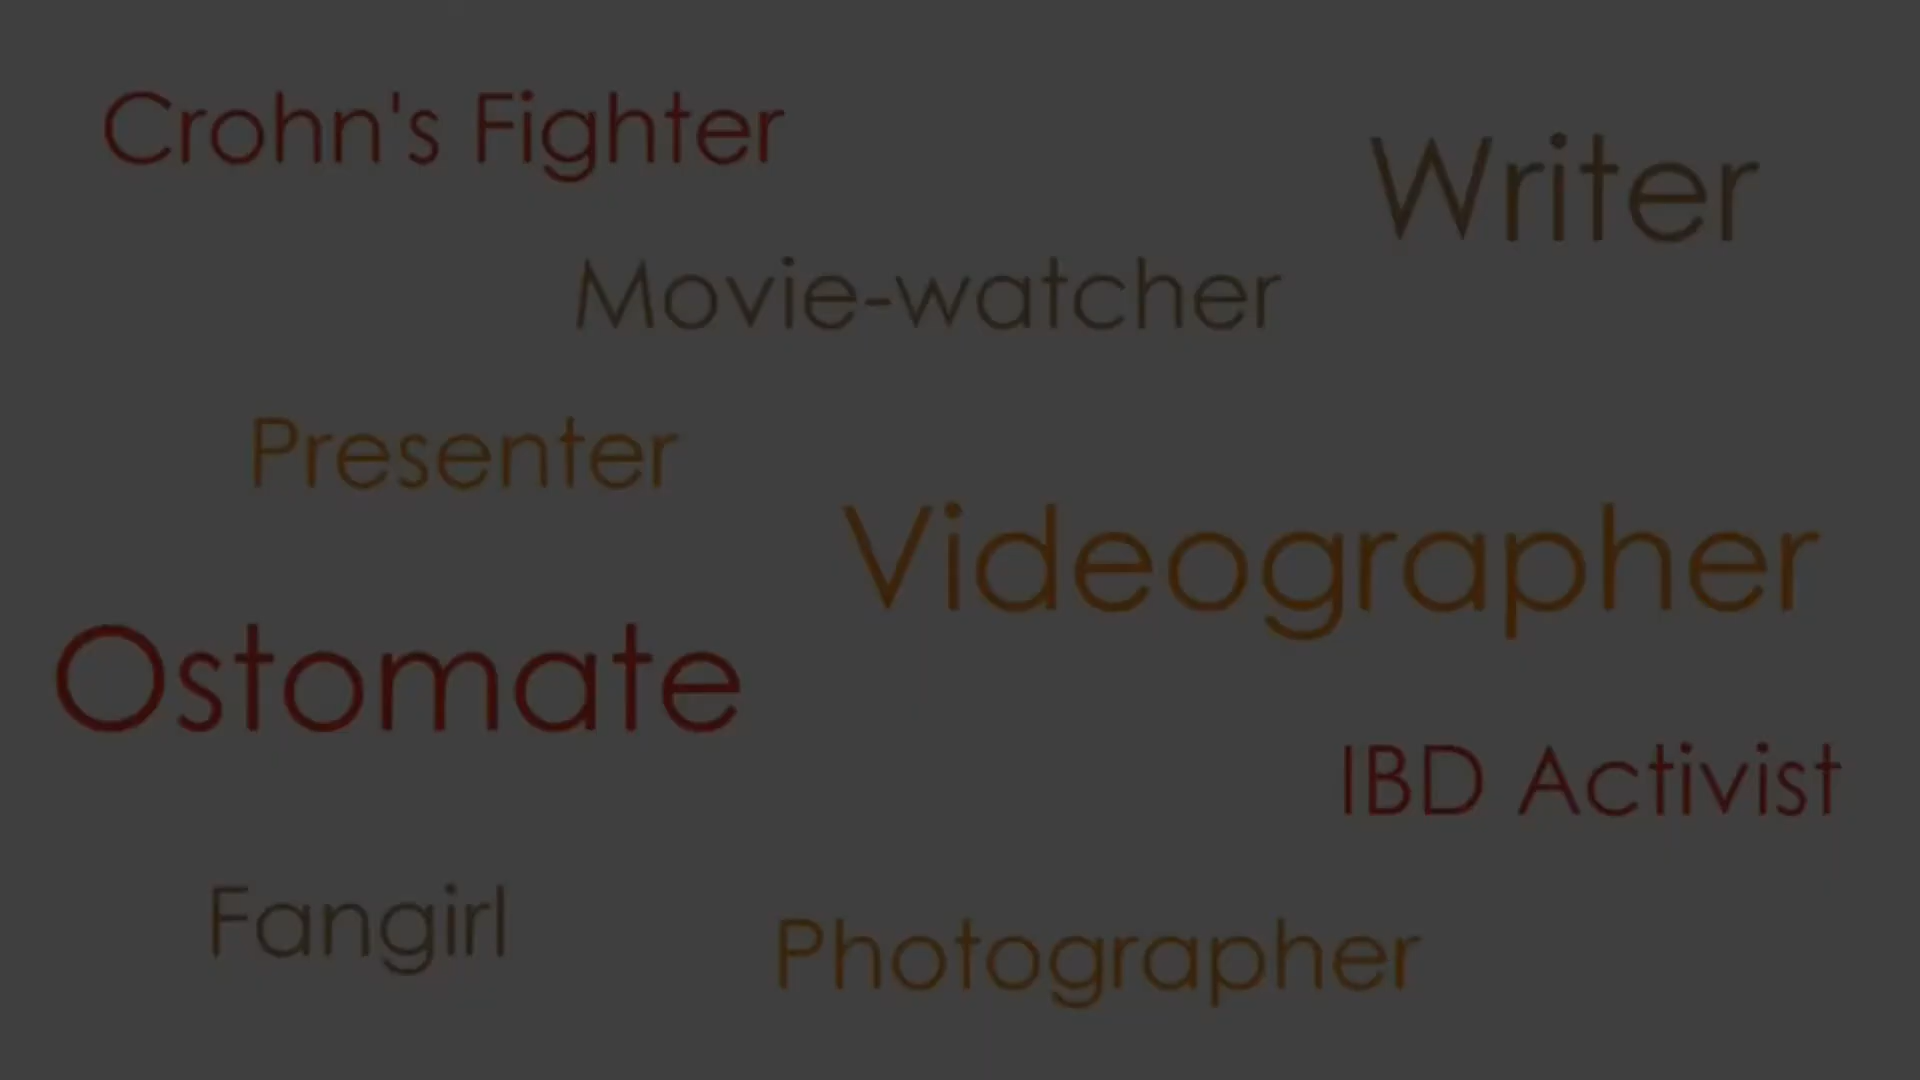 Crohn's Fighter
Writer
Movie-watcher
Presenter
Videographer
Ostomate
IBD Activist
Fangirl
Photographer